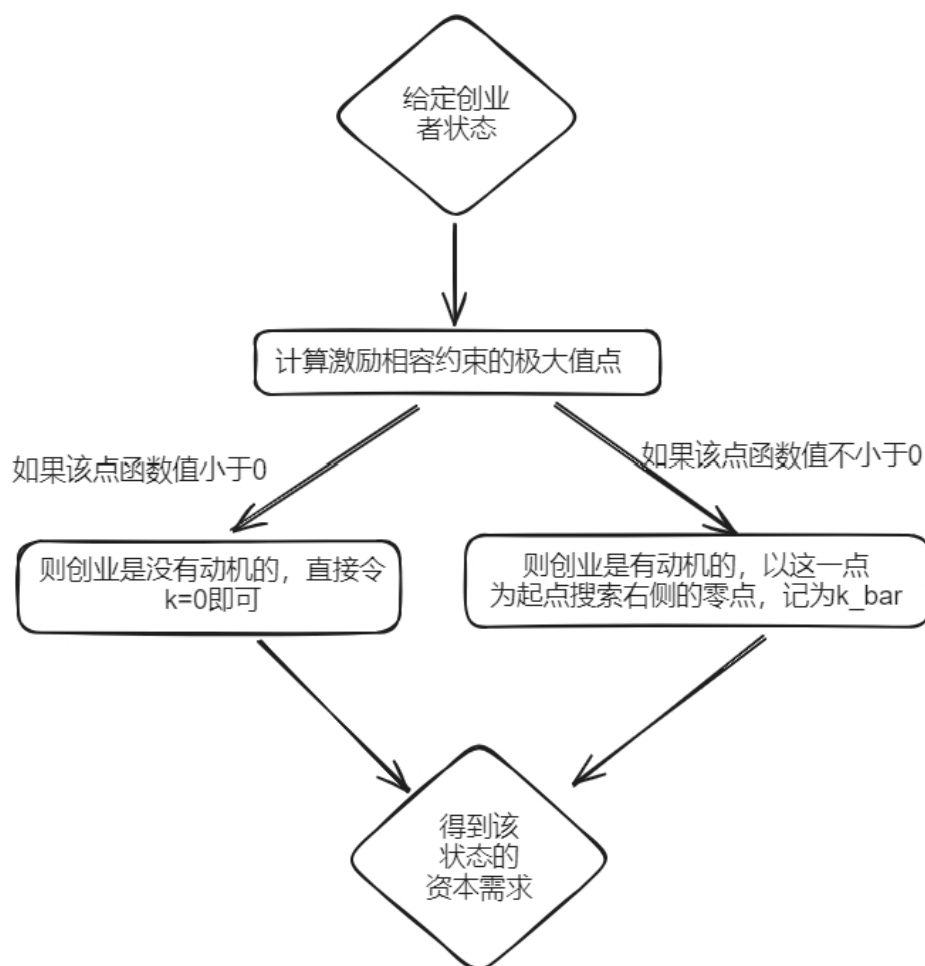 给定创业
者状态
计算激励相容约束的极大值点
如果该点函数值小于0
如果该点函数值不小于0
则创业是没有动机的，直接令
k=0即可
则创业是有动机的，以这一点
为起点搜索右侧的零点，记为k_bar
得到该
状态的
资本需求